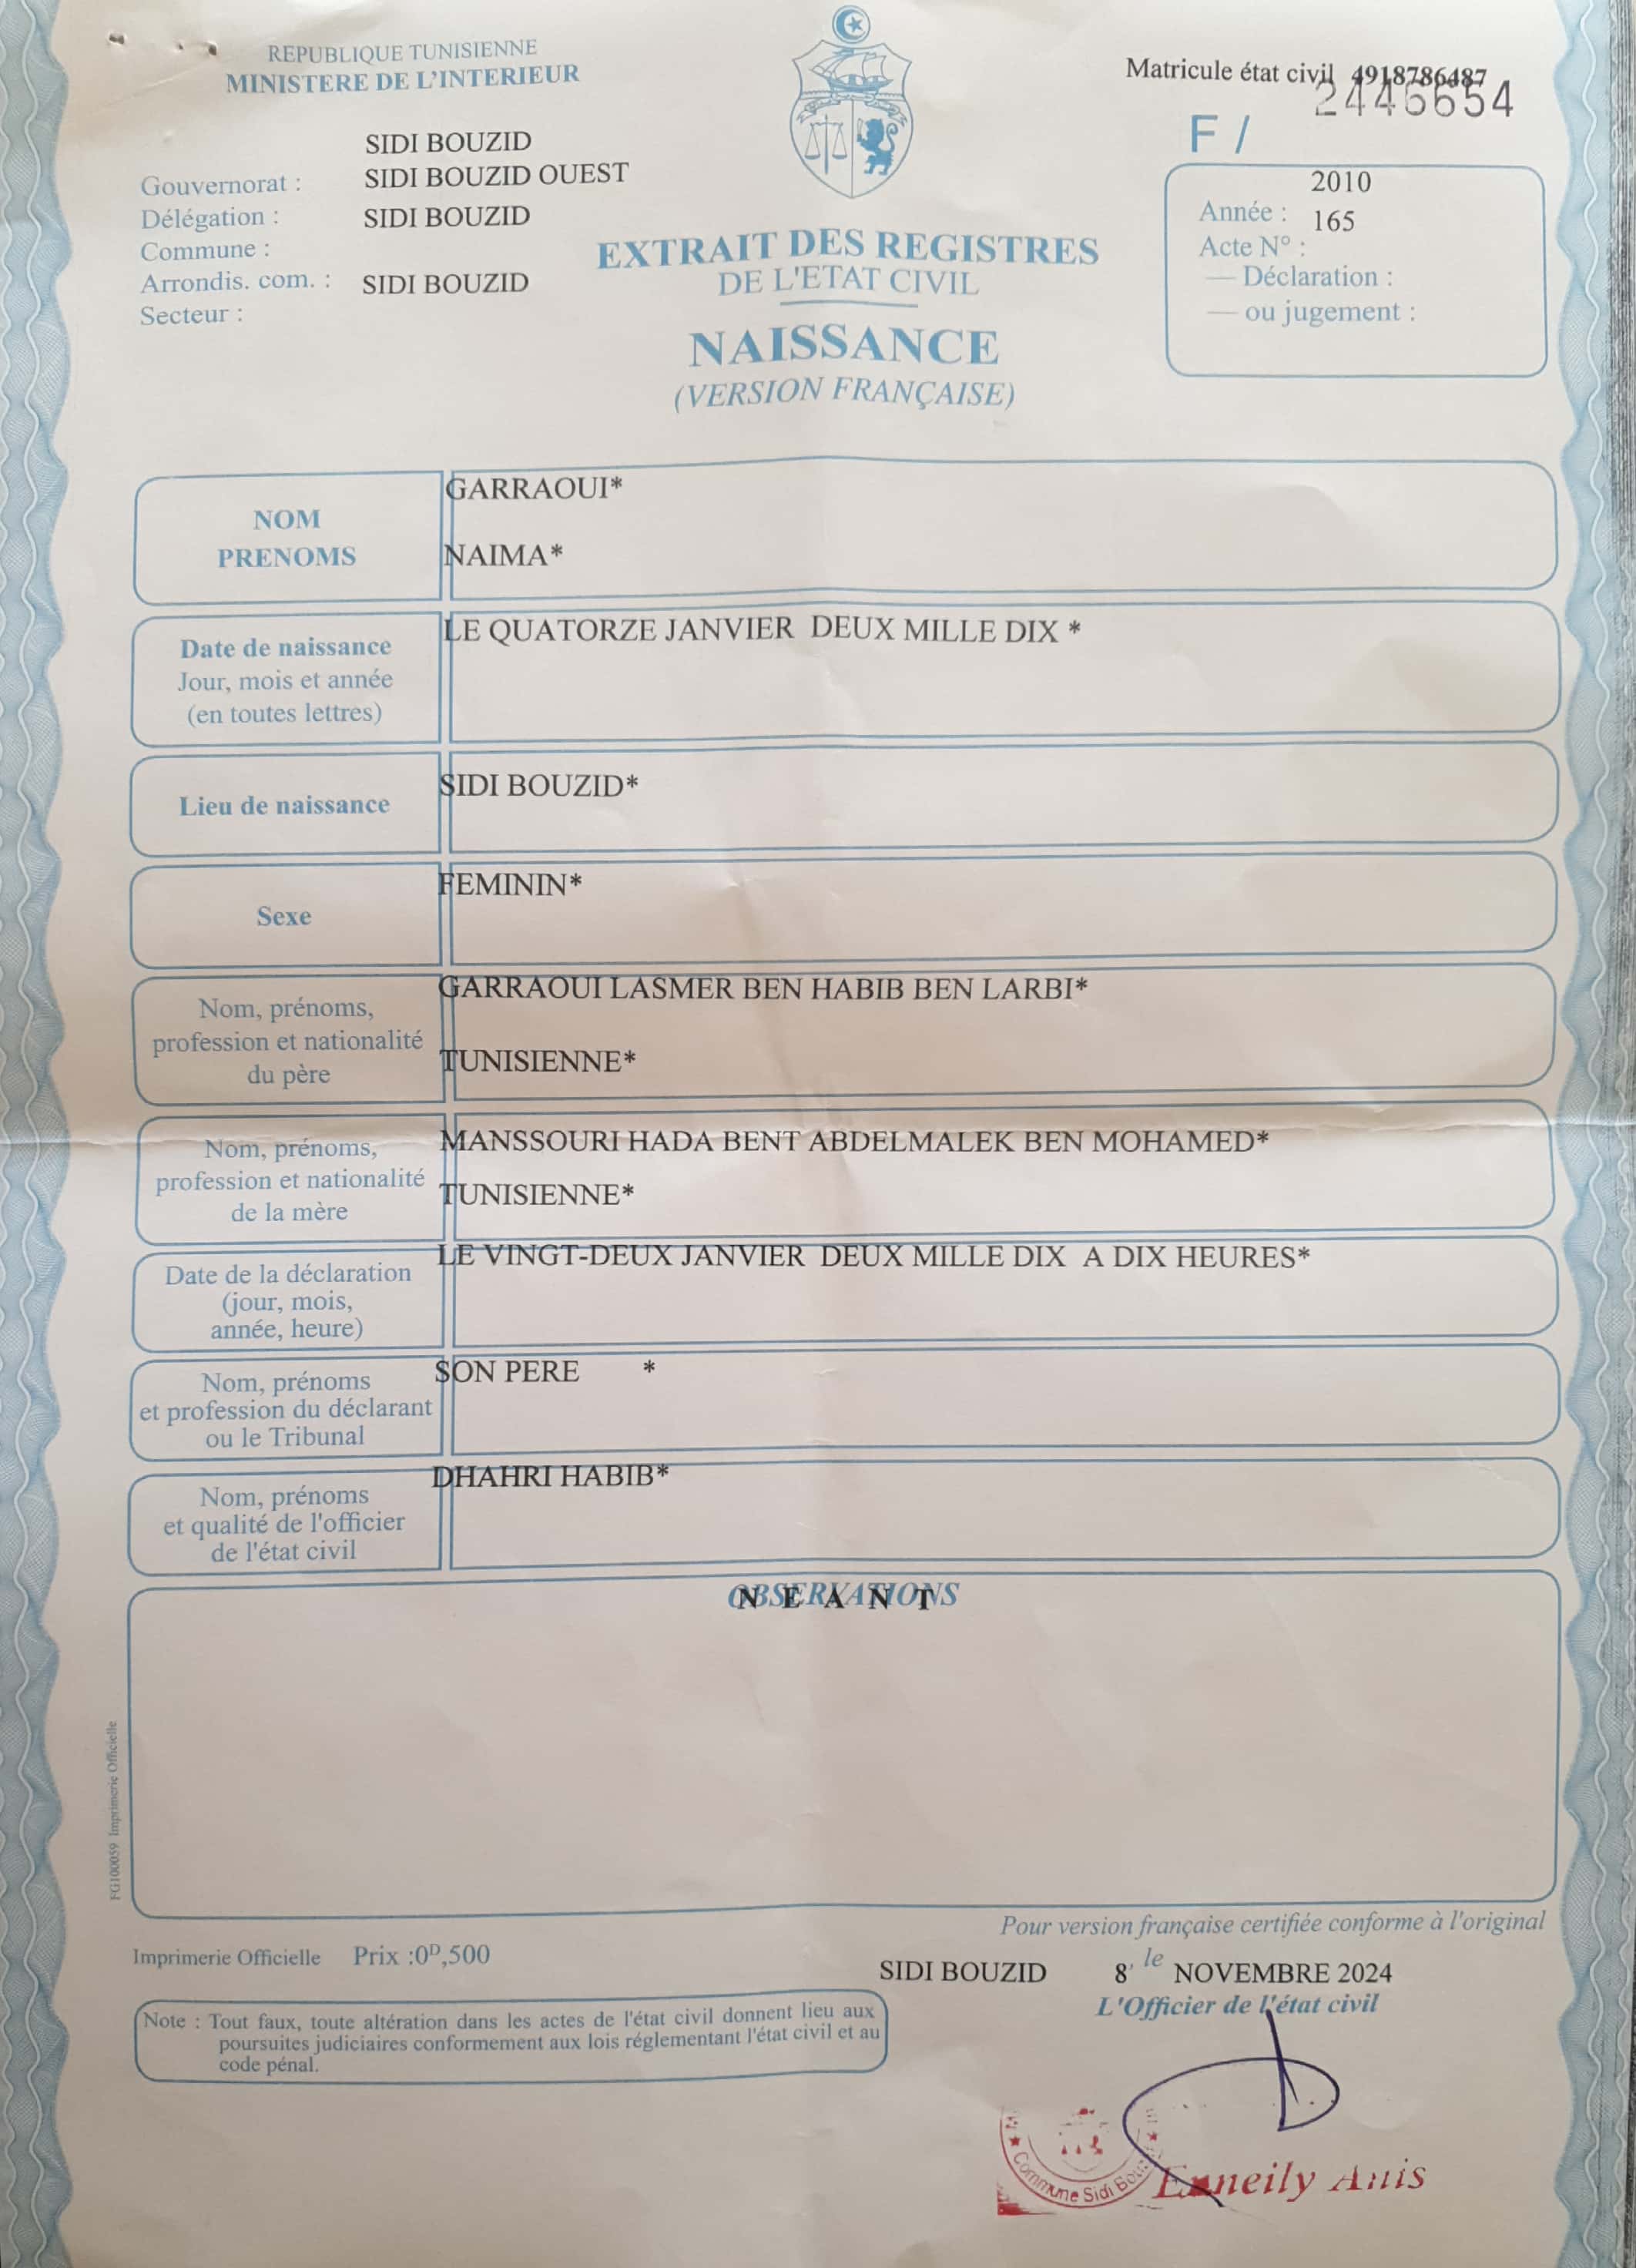 REPUBLIQUE TUNISIENNE
MINISTERE DE L'INTERIEUR
Matricule état civil 4918786487
2446654
F /
SIDI BOUZID
Gouvernorat : SIDI BOUZID OUEST
Délégation : SIDI BOUZID
Commune :
Arrondis. com. : SIDI BOUZID
Secteur :
2010
Année : 165
Acte N° :
— Déclaration :
— ou jugement :
EXTRAIT DES REGISTRES
DE L'ETAT CIVIL
NAISSANCE
(VERSION FRANÇAISE)
NOM
PRENOMS
GARRAOUI*
NAIMA*
Date de naissance
Jour, mois et année
(en toutes lettres)
LE QUATORZE JANVIER DEUX MILLE DIX *
Lieu de naissance
SIDI BOUZID*
Sexe
FEMININ*
Nom, prénoms,
profession et nationalité
du père
GARRAOUI LASMER BEN HABIB BEN LARBI*
TUNISIENNE*
Nom, prénoms,
profession et nationalité
de la mère
MANSSOURI HADA BENT ABDELMALEK BEN MOHAMED*
TUNISIENNE*
Date de la déclaration
(jour, mois,
année, heure)
LE VINGT-DEUX JANVIER DEUX MILLE DIX A DIX HEURES*
Nom, prénoms
et profession du déclarant
ou le Tribunal
SON PERE *
Nom, prénoms
et qualité de l'officier
de l'état civil
DHAHRI HABIB*
OBSERVATIONS
N E A N T
FG100059 Imprimerie Officielle
Pour version française certifiée conforme à l'original
Imprimerie Officielle Prix :0ᴰ,500
SIDI BOUZID 8 le NOVEMBRE 2024
L'Officier de l'état civil
Note : Tout faux, toute altération dans les actes de l'état civil donnent lieu aux
poursuites judiciaires conformement aux lois réglementant l'état civil et au
code pénal.
Commune Sidi
Anis